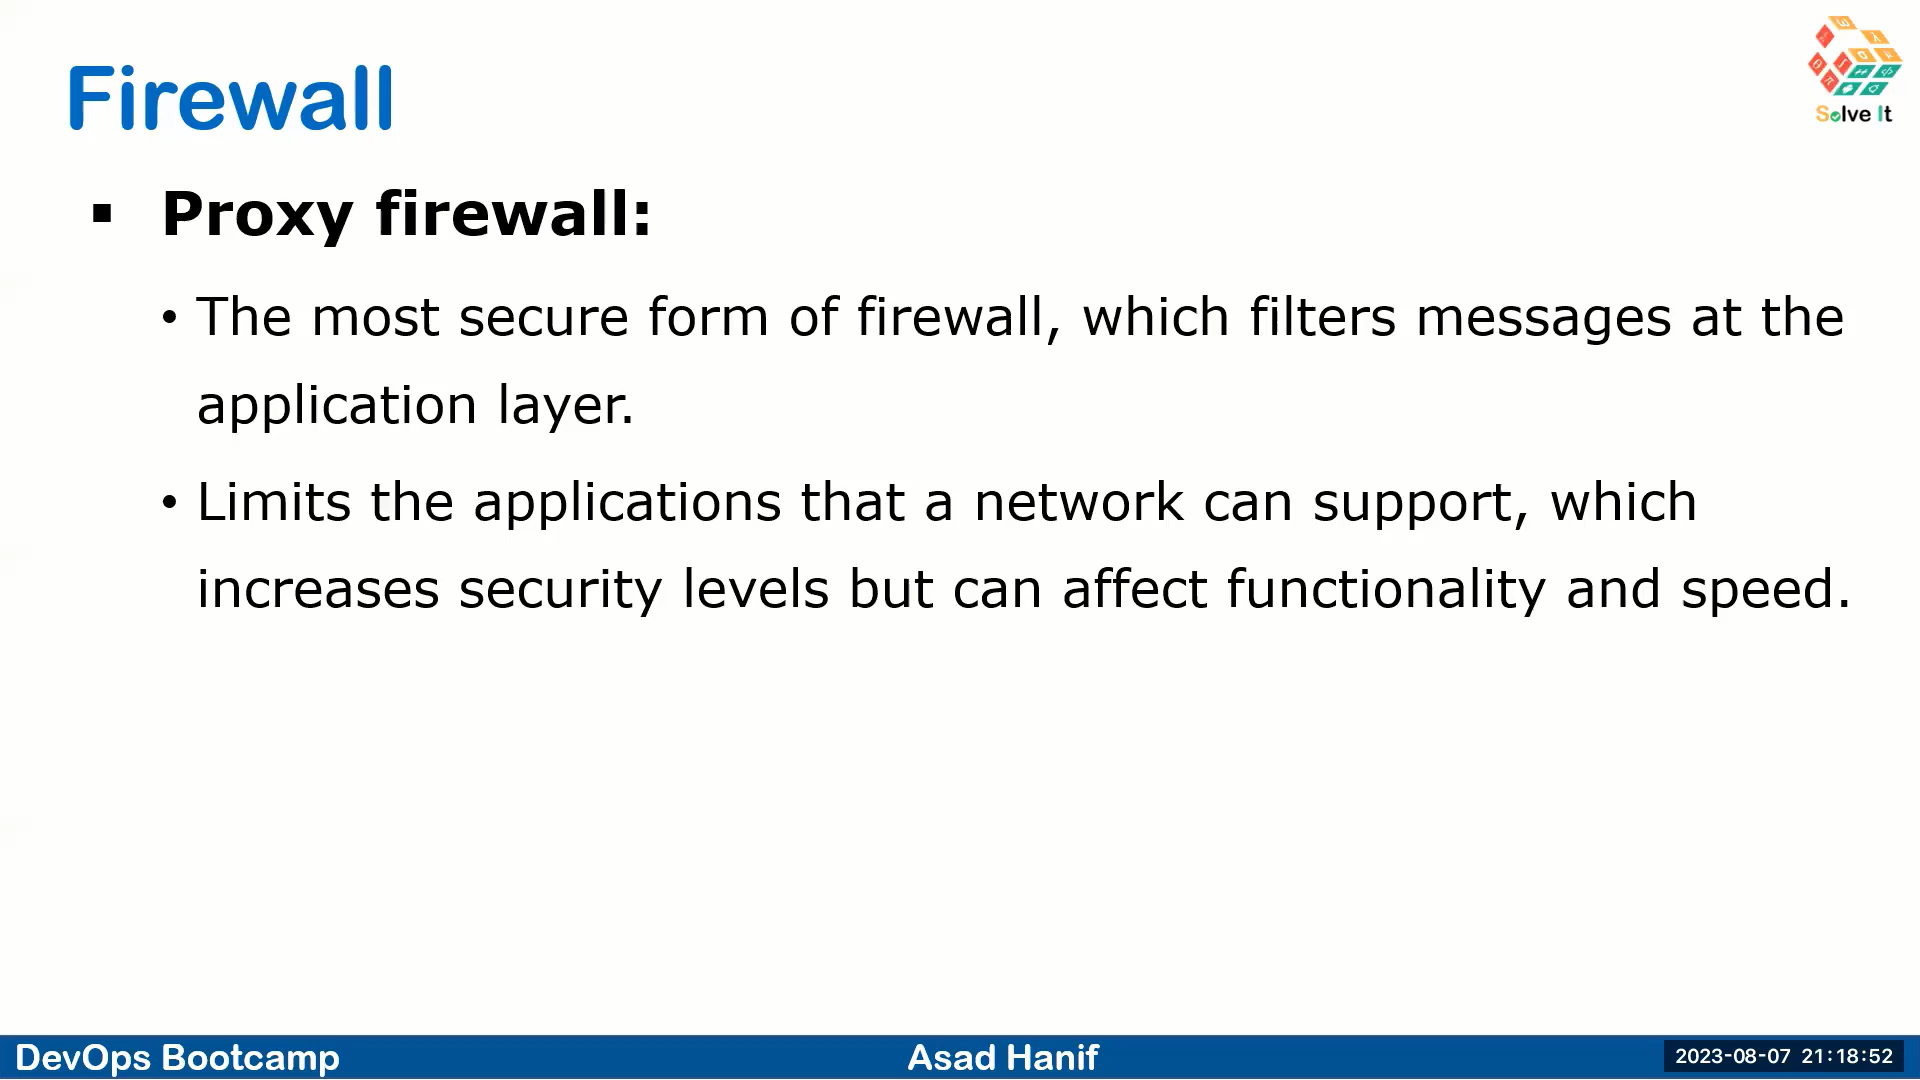 Firewall
Solve It
▪ Proxy firewall:
• The most secure form of firewall, which filters messages at the
application layer.
• Limits the applications that a network can support, which
increases security levels but can affect functionality and speed.
DevOps Bootcamp
Asad Hanif
2023-08-07 21:18:52